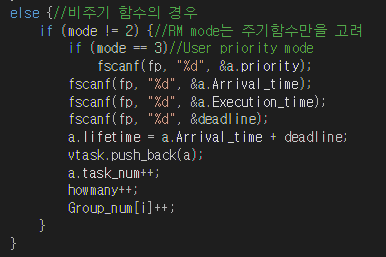 else {//비주기 함수의 경우
if (mode != 2) {//RM mode는 주기함수만을 고려
if (mode == 3)//User priority mode
fscanf(fp, "%d", &a.priority);
fscanf(fp, "%d", &a.Arrival_time);
fscanf(fp, "%d", &a.Execution_time);
fscanf(fp, "%d", &deadline);
a.lifetime = a.Arrival_time + deadline;
vtask.push_back(a);
a.task_num++;
howmany++;
Group_num[i]++;
}
}